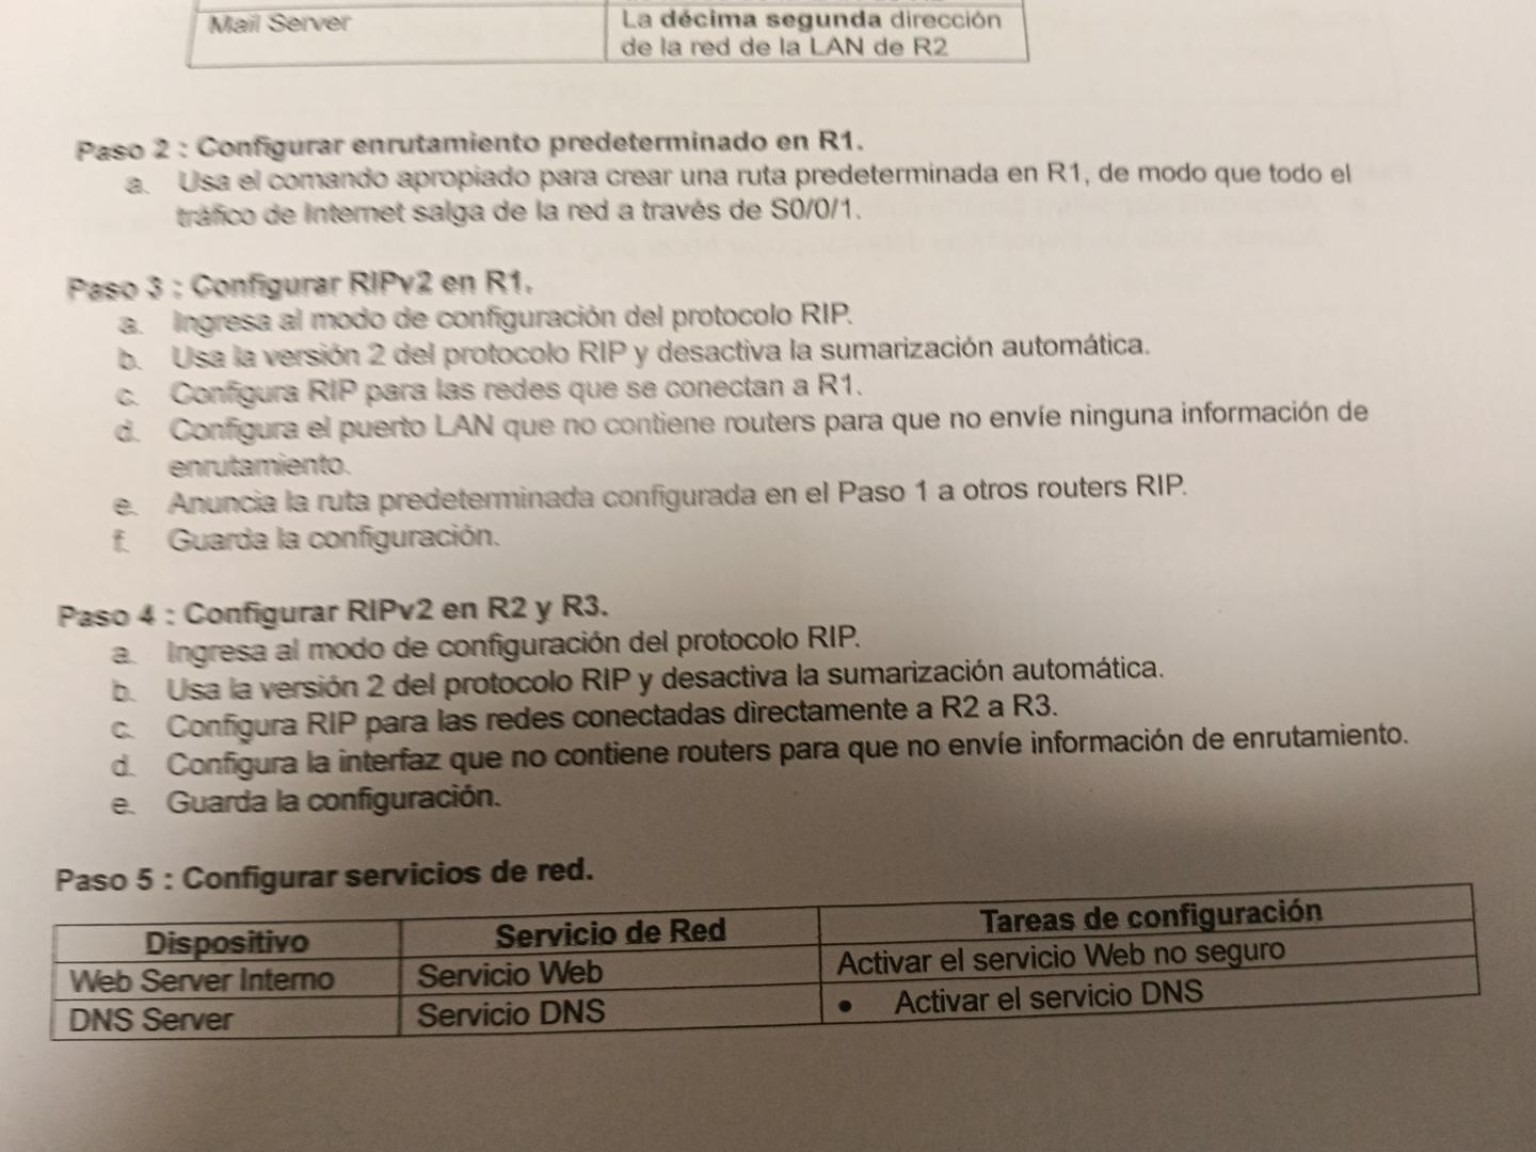 Mail Server
La décima segunda dirección
de la red de la LAN de R2
Paso 2 : Configurar enrutamiento predeterminado en R1.
a. Usa el comando apropiado para crear una ruta predeterminada en R1, de modo que todo el
tráfico de Internet salga de la red a través de S0/0/1.
Paso 3 : Configurar RIPv2 en R1.
a. Ingresa al modo de configuración del protocolo RIP.
b. Usa la versión 2 del protocolo RIP y desactiva la sumarización automática.
c. Configura RIP para las redes que se conectan a R1.
d. Configura el puerto LAN que no contiene routers para que no envíe ninguna información de
enrutamiento.
e. Anuncia la ruta predeterminada configurada en el Paso 1 a otros routers RIP.
f. Guarda la configuración.
Paso 4 : Configurar RIPv2 en R2 y R3.
a. Ingresa al modo de configuración del protocolo RIP.
b. Usa la versión 2 del protocolo RIP y desactiva la sumarización automática.
c. Configura RIP para las redes conectadas directamente a R2 a R3.
d. Configura la interfaz que no contiene routers para que no envíe información de enrutamiento.
e. Guarda la configuración.
Paso 5 : Configurar servicios de red.
Dispositivo Servicio de Red Tareas de configuración
Web Server Interno Servicio Web Activar el servicio Web no seguro
DNS Server Servicio DNS • Activar el servicio DNS